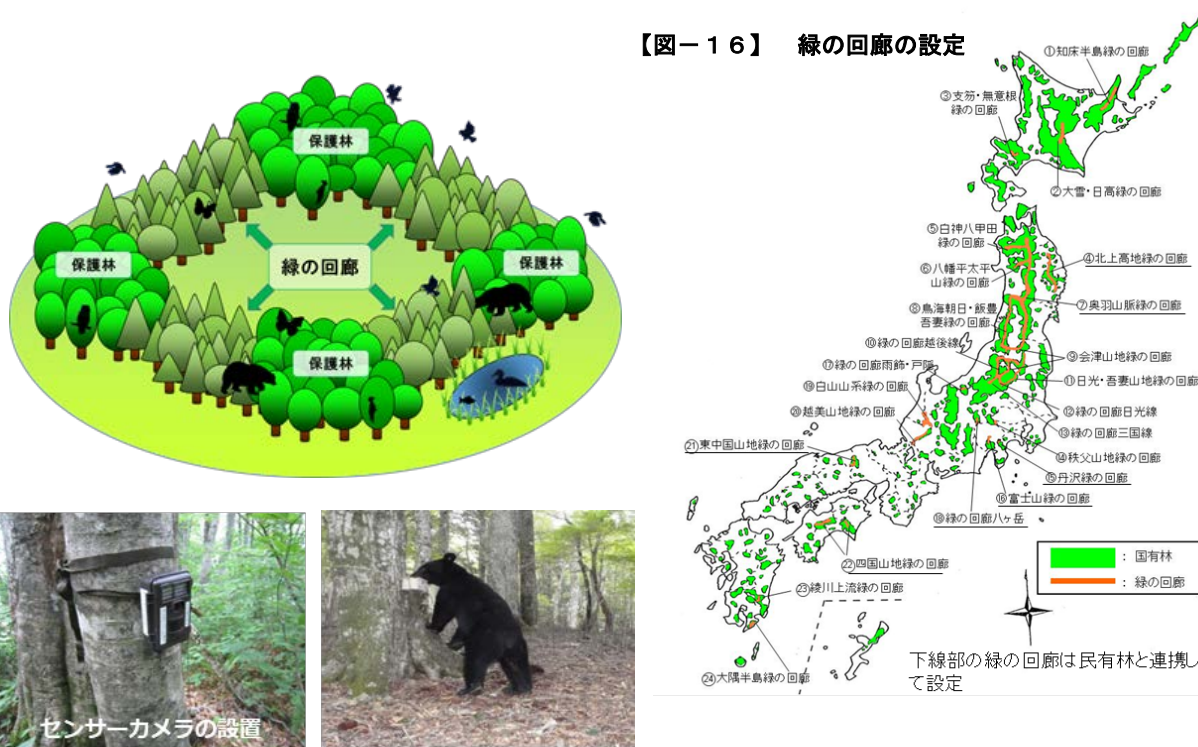 保護林
保護林
緑の回廊
保護林
保護林
センサーカメラの設置
【図－１６】　緑の回廊の設定
①知床半島緑の回廊
③支笏・無意根
緑の回廊
②大雪・日高緑の回廊
⑤白神八甲田
緑の回廊
④北上高地緑の回廊
⑥八幡平太平
山緑の回廊
⑦奥羽山脈緑の回廊
⑧鳥海朝日・飯豊
吾妻緑の回廊
⑩緑の回廊越後線
⑨会津山地緑の回廊
⑰緑の回廊雨飾・戸隠
⑪日光・吾妻山地緑の回廊
⑲白山山系緑の回廊
⑫緑の回廊日光線
⑳越美山地緑の回廊
⑬緑の回廊三国線
㉑東中国山地緑の回廊
⑭秩父山地緑の回廊
⑮丹沢緑の回廊
⑯富士山緑の回廊
⑱緑の回廊八ヶ岳
㉒四国山地緑の回廊
㉓綾川上流緑の回廊
㉔大隅半島緑の回廊
：国有林
：緑の回廊
下線部の緑の回廊は民有林と連携し
て設定